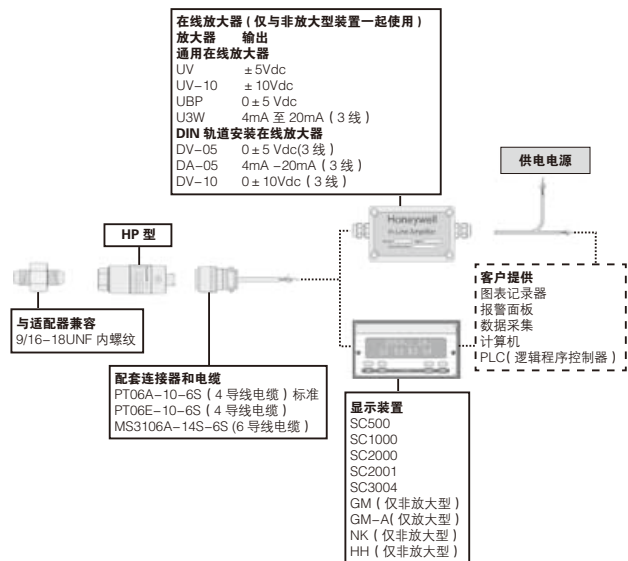 在线放大器 ( 仅与非放大型装置一起使用 )
放大器 输出
通用在线放大器
UV ± 5Vdc
UV–10 ± 10Vdc
UBP 0 ± 5 Vdc
U3W 4mA 至 20mA ( 3 线 )
DIN 轨道安装在线放大器
DV–05 0 ± 5 Vdc(3 线 )
DA–05 4mA –20mA ( 3 线 )
DV–10 0 ± 10Vdc ( 3 线 )
供电电源
Honeywell
In-Line Amplifier
HP 型
与适配器兼容
9/16–18UNF 内螺纹
配套连接器和电缆
PT06A–10–6S ( 4 导线电缆 ) 标准
PT06E–10–6S ( 4 导线电缆 )
MS3106A–14S–6S (6 导线电缆 )
客户提供
图表记录器
报警面板
数据采集
计算机
PLC( 逻辑程序控制器 )
显示装置
SC500
SC1000
SC2000
SC2001
SC3004
GM ( 仅非放大型 )
GM–A( 仅放大型 )
NK ( 仅非放大型 )
HH ( 仅非放大型 )